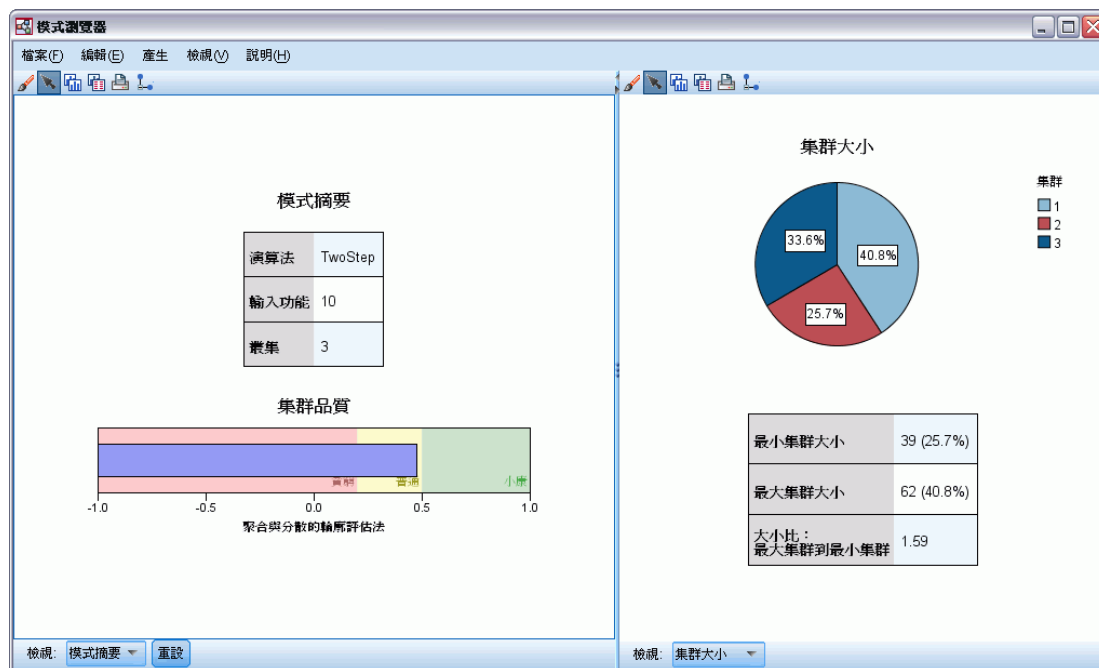 模式瀏覽器
檔案(F) 編輯(E) 產生 檢視(V) 說明(H)
模式摘要
演算法 TwoStep
輸入功能 10
叢集 3
集群品質
貧窮 普通 小康
-1.0 -0.5 0.0 0.5 1.0
聚合與分散的輪廓評估法
檢視: 模式摘要 重設
集群大小
集群
1
2
3
33.6%
40.8%
25.7%
最小集群大小 39 (25.7%)
最大集群大小 62 (40.8%)
大小比：
最大集群到最小集群 1.59
檢視: 集群大小